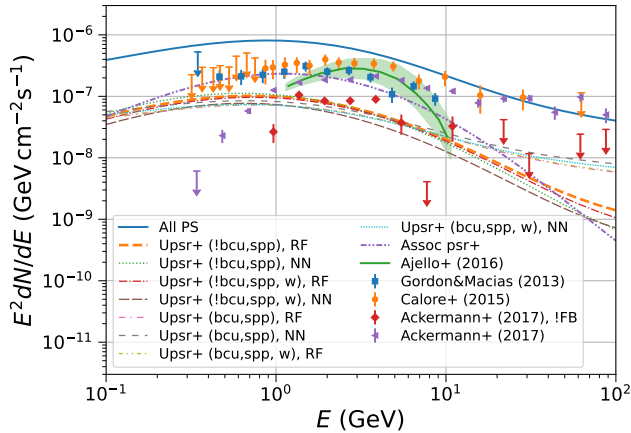 10⁻⁶
10⁻⁷
10⁻⁸
10⁻⁹
10⁻¹⁰
10⁻¹¹
E² dN/dE (GeV cm⁻² s⁻¹)
All PS
Upsr+ (!bcu,spp), RF
Upsr+ (!bcu,spp), NN
Upsr+ (!bcu,spp, w), RF
Upsr+ (!bcu,spp, w), NN
Upsr+ (bcu,spp), RF
Upsr+ (bcu,spp), NN
Upsr+ (bcu,spp, w), RF
Upsr+ (bcu,spp, w), NN
Assoc psr+
Ajello+ (2016)
Gordon&Macias (2013)
Calore+ (2015)
Ackermann+ (2017), !FB
Ackermann+ (2017)
10⁻¹ 10⁰ 10¹ 10²
E (GeV)